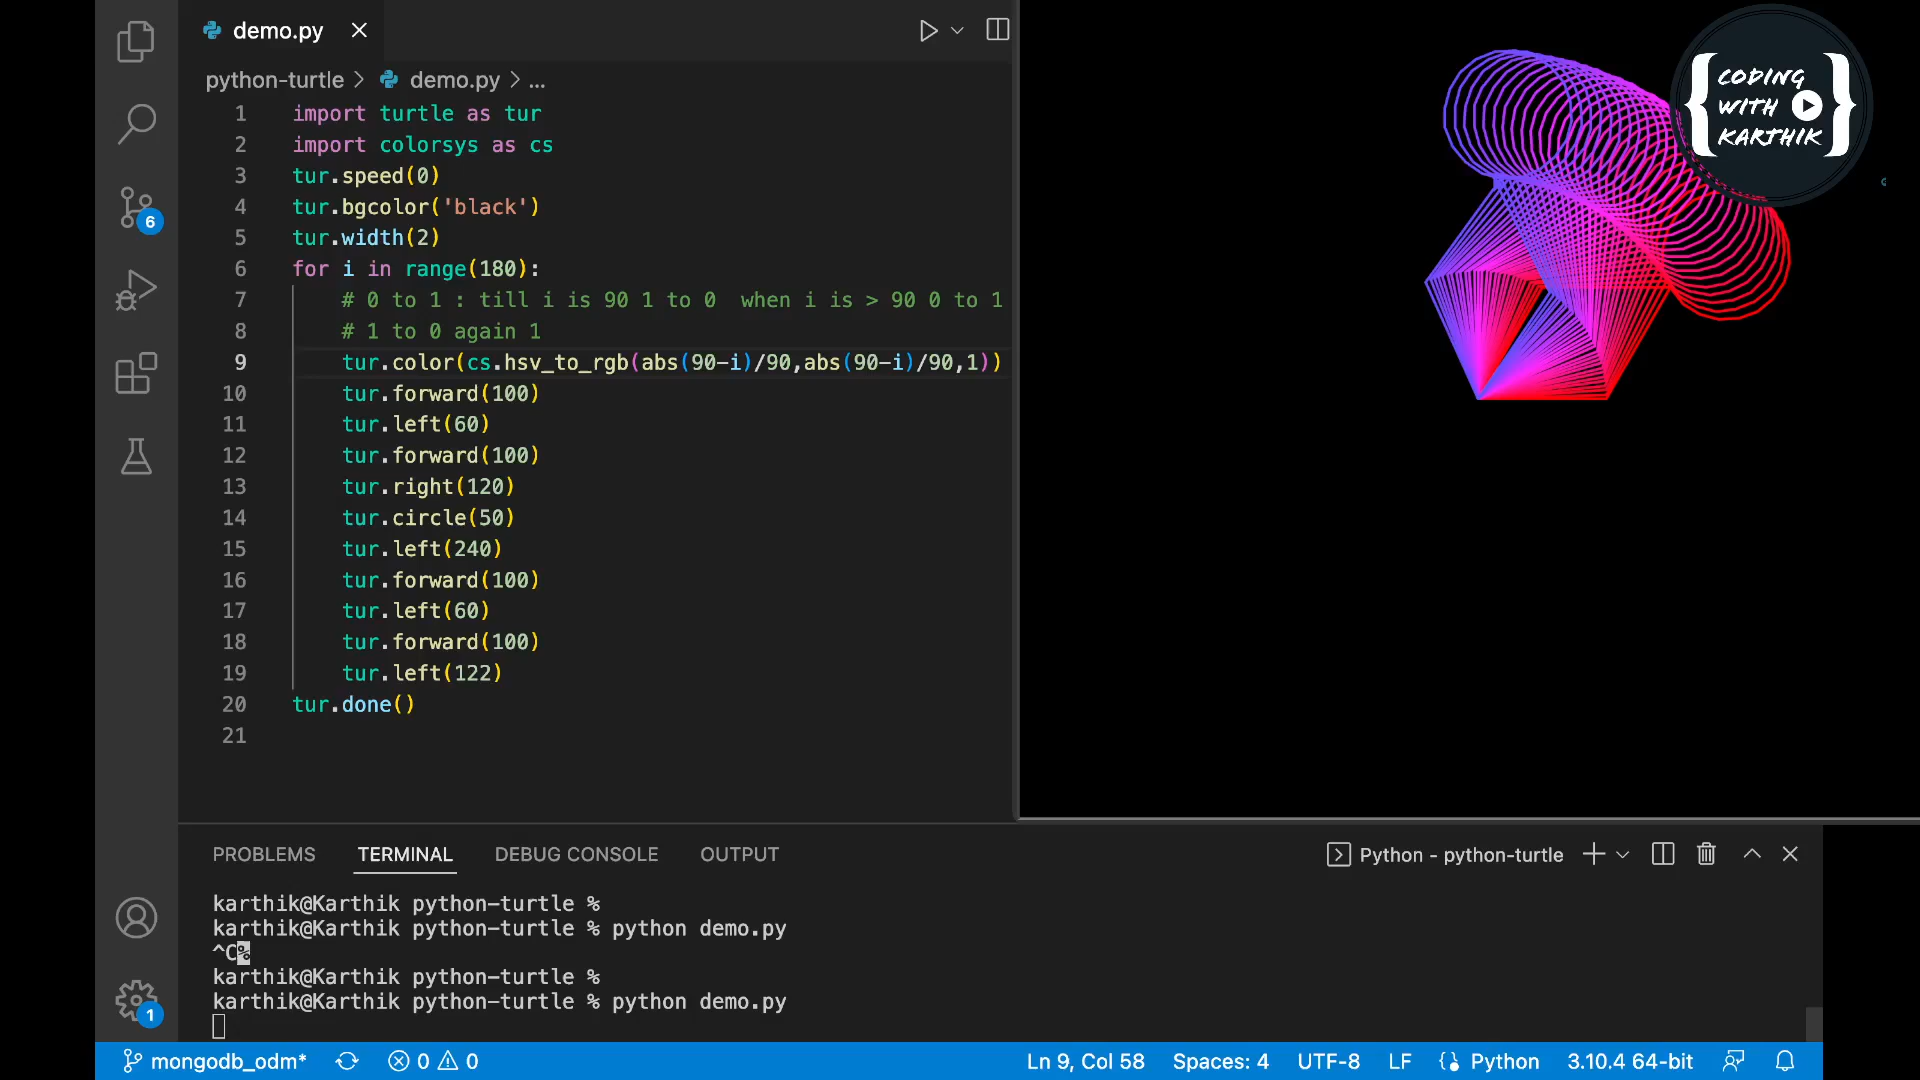 demo.py
python-turtle > demo.py > ...
1 import turtle as tur
2 import colorsys as cs
3 tur.speed(0)
4 tur.bgcolor('black')
5 tur.width(2)
6 for i in range(180):
7 # 0 to 1 : till i is 90 1 to 0  when i is > 90 0 to 1
8 # 1 to 0 again 1
9 tur.color(cs.hsv_to_rgb(abs(90-i)/90,abs(90-i)/90,1))
10 tur.forward(100)
11 tur.left(60)
12 tur.forward(100)
13 tur.right(120)
14 tur.circle(50)
15 tur.left(240)
16 tur.forward(100)
17 tur.left(60)
18 tur.forward(100)
19 tur.left(122)
20 tur.done()
21
CODING
WITH
KARTHIK
6
1
PROBLEMS TERMINAL DEBUG CONSOLE OUTPUT Python - python-turtle
karthik@Karthik python-turtle %
karthik@Karthik python-turtle % python demo.py
^C%
karthik@Karthik python-turtle %
karthik@Karthik python-turtle % python demo.py
mongodb_odm* 0 0 Ln 9, Col 58 Spaces: 4 UTF-8 LF Python 3.10.4 64-bit